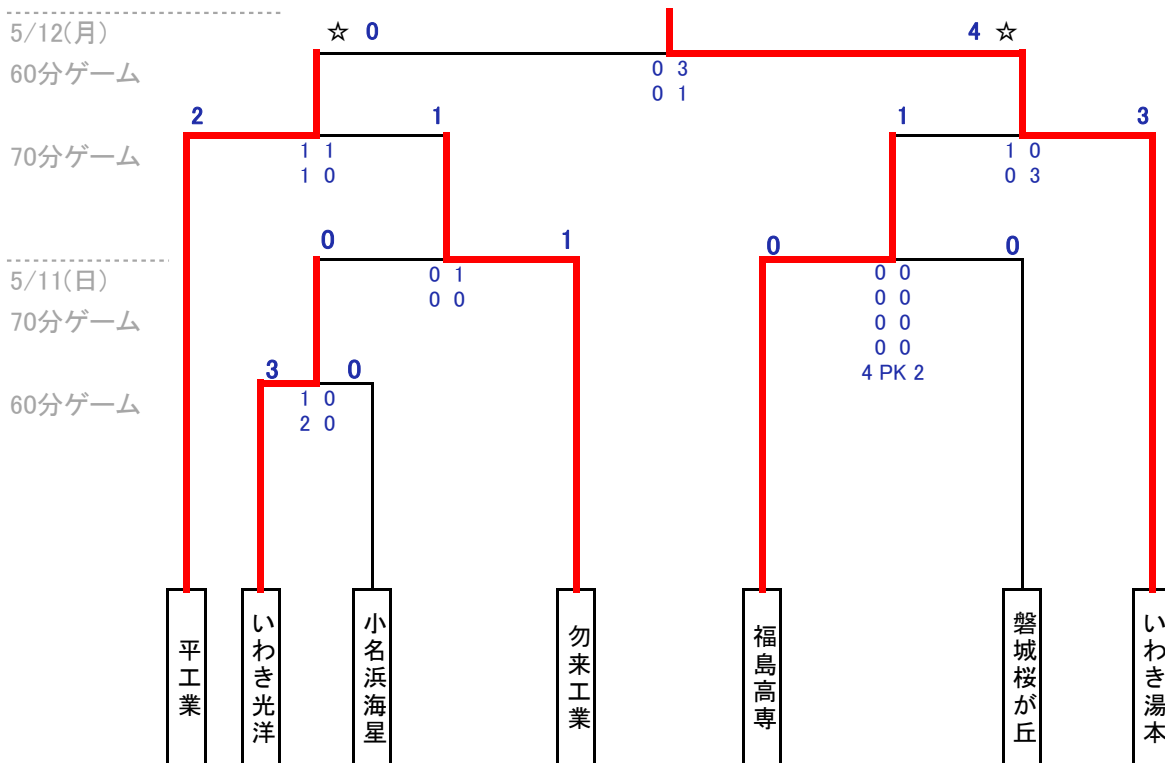 5/12(月)
☆ 0
4 ☆
60分ゲーム
0 3
0 1
2
1
1
3
70分ゲーム
1 1
1 0
1 0
0 3
0
1
0
0
5/11(日)
0 1
0 0
0 0
0 0
0 0
0 0
4 PK 2
70分ゲーム
3
0
60分ゲーム
1 0
2 0
平工業
いわき光洋
小名浜海星
勿来工業
福島高専
磐城桜が丘
いわき湯本